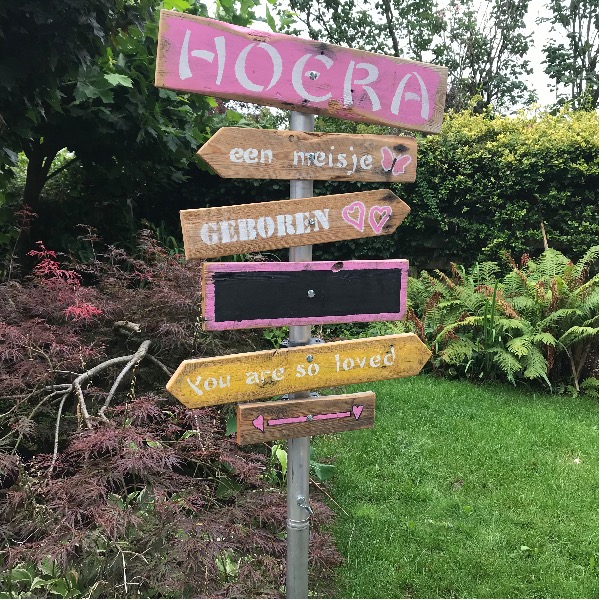 HOERA
een meisje
GEBOREN
You are so loved